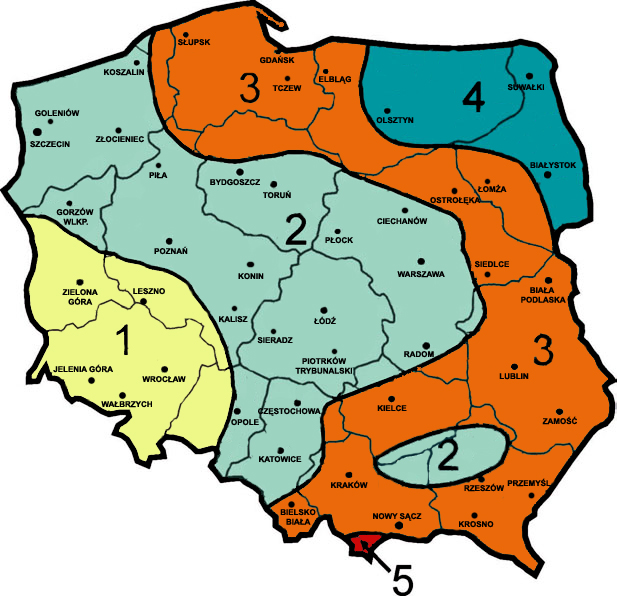 SŁUPSK
GDAŃSK
KOSZALIN
3
TCZEW
ELBLĄG
4
SUWAŁKI
GOLENIÓW
OLSZTYN
SZCZECIN
ZŁOCIENIEC
PIŁA
BIAŁYSTOK
BYDGOSZCZ
TORUŃ
ŁOMŻA
OSTROŁĘKA
GORZÓW
WLKP.
CIECHANÓW
2
PŁOCK
POZNAŃ
WARSZAWA
SIEDLCE
KONIN
ZIELONA
GÓRA
LESZNO
BIAŁA
PODLASKA
KALISZ
ŁÓDŹ
1
SIERADZ
3
PIOTRKÓW
TRYBUNALSKI
RADOM
JELENIA GÓRA
WROCŁAW
LUBLIN
WAŁBRZYCH
KIELCE
CZĘSTOCHOWA
OPOLE
ZAMOŚĆ
KATOWICE
2
KRAKÓW
RZESZÓW
PRZEMYŚL
BIELSKO
BIAŁA
NOWY SĄCZ
KROSNO
5